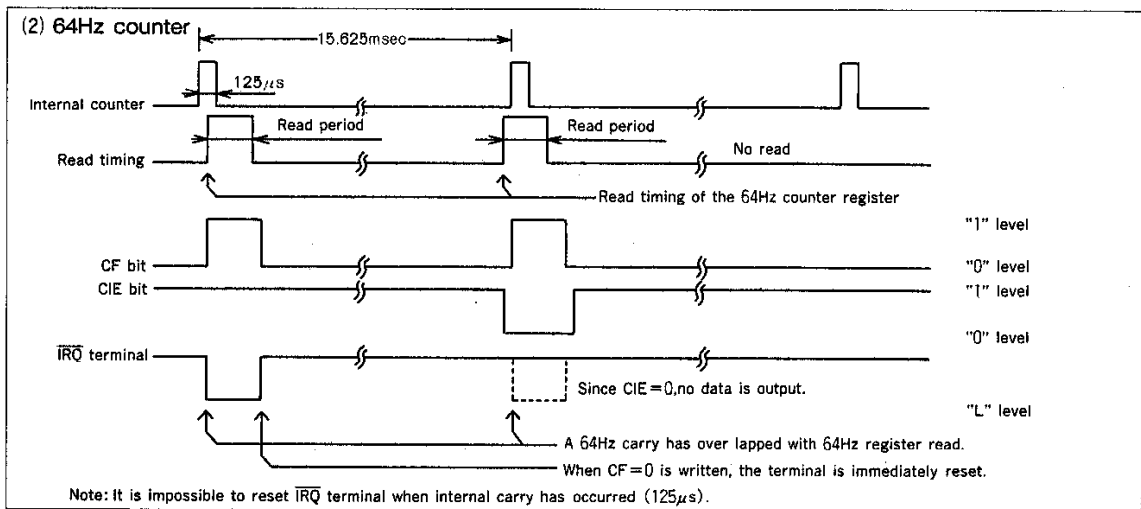 (2) 64Hz counter
15.625msec
125μs
Internal counter
Read period
Read period
Read timing
No read
Read timing of the 64Hz counter register
"1" level
CF bit
"0" level
CIE bit
"1" level
"0" level
IRQ terminal
Since CIE=0,no data is output.
"L" level
A 64Hz carry has over lapped with 64Hz register read.
When CF=0 is written, the terminal is immediately reset.
Note: It is impossible to reset IRQ terminal when internal carry has occurred (125μs).